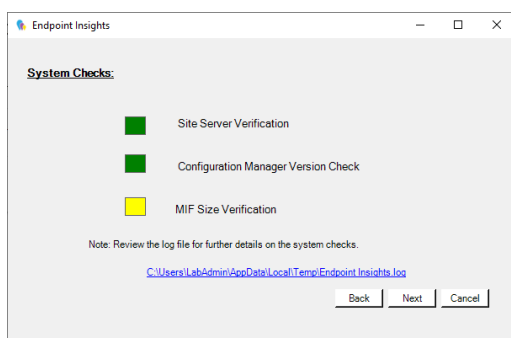 Endpoint Insights
System Checks:
Site Server Verification
Configuration Manager Version Check
MIF Size Verification
Note: Review the log file for further details on the system checks.
C:\Users\LabAdmin\AppData\Local\Temp\Endpoint Insights.log
Back Next Cancel